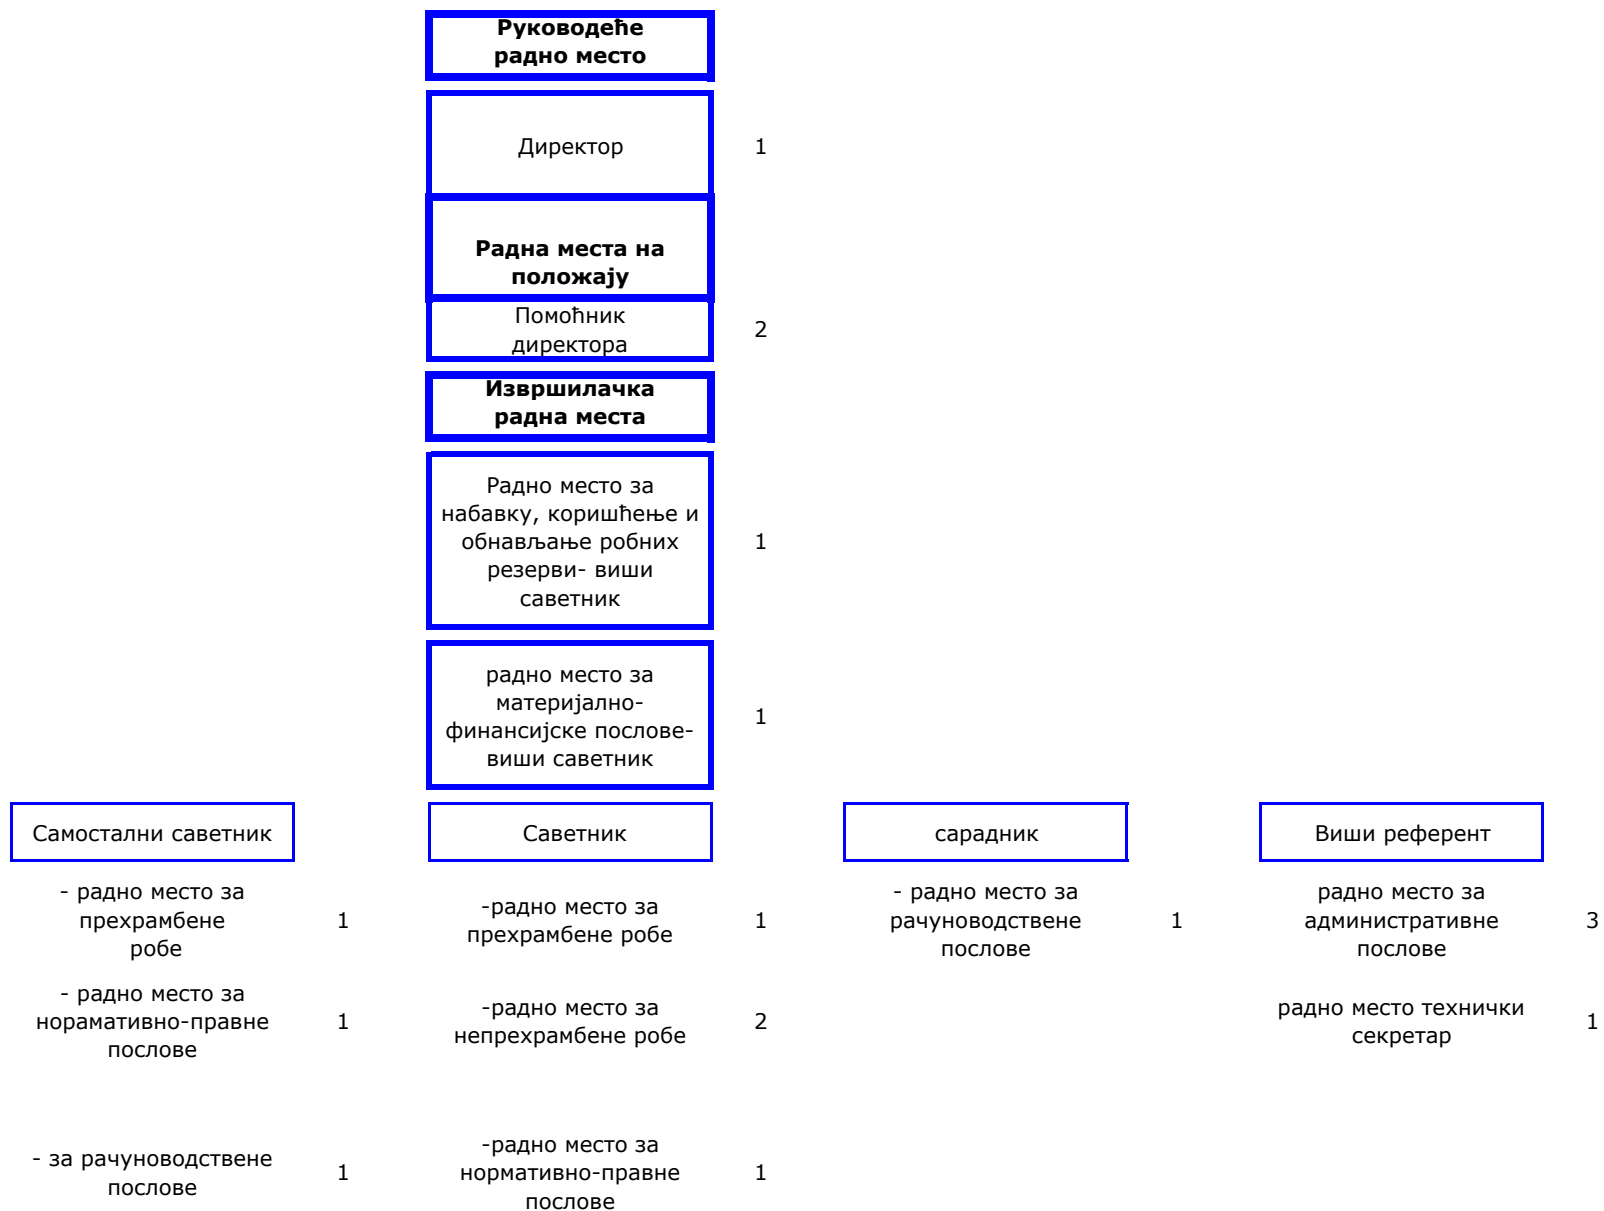 Руководеће
радно место
Директор
1
Радна места на
положају
Помоћник
директора
2
Извршилачка
радна места
Радно место за
набавку, коришћење и
обнављање робних
резерви- виши
саветник
1
радно место за
материјално-
финансијске послове-
виши саветник
1
Самостални саветник
Саветник
сарадник
Виши референт
- радно место за
прехрамбене
робе
1
-радно место за
прехрамбене робе
1
- радно место за
рачуноводствене
послове
1
радно место за
административне
послове
3
- радно место за
норамативно-правне
послове
1
-радно место за
непрехрамбене робе
2
радно место технички
секретар
1
- за рачуноводствене
послове
1
-радно место за
нормативно-правне
послове
1